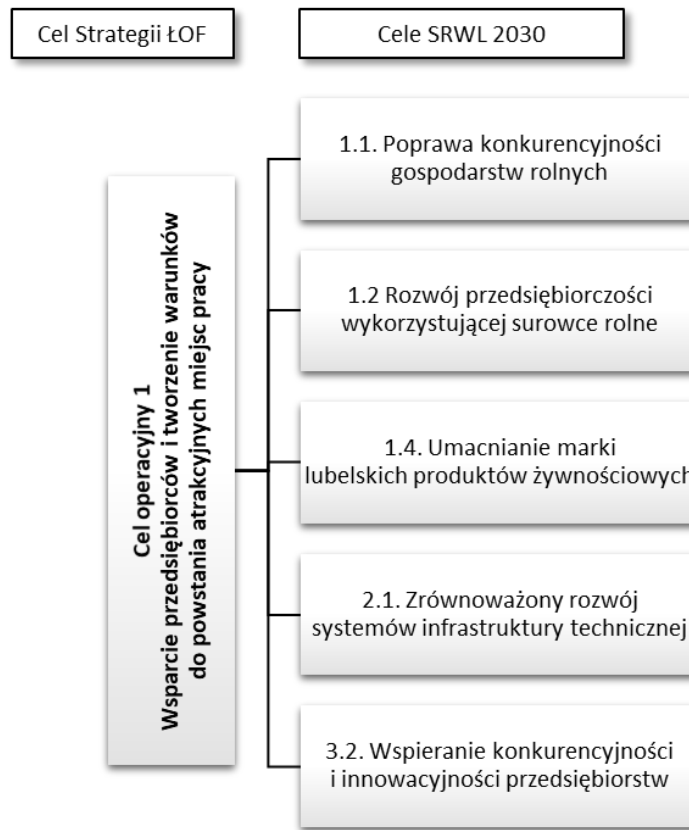 Cel Strategii ŁOF
Cele SRWL 2030
Cel operacyjny 1
Wsparcie przedsiębiorców i tworzenie warunków
do powstania atrakcyjnych miejsc pracy
1.1. Poprawa konkurencyjności
gospodarstw rolnych
1.2 Rozwój przedsiębiorczości
wykorzystującej surowce rolne
1.4. Umacnianie marki
lubelskich produktów żywnościowych
2.1. Zrównoważony rozwój
systemów infrastruktury technicznej
3.2. Wspieranie konkurencyjności
i innowacyjności przedsiębiorstw